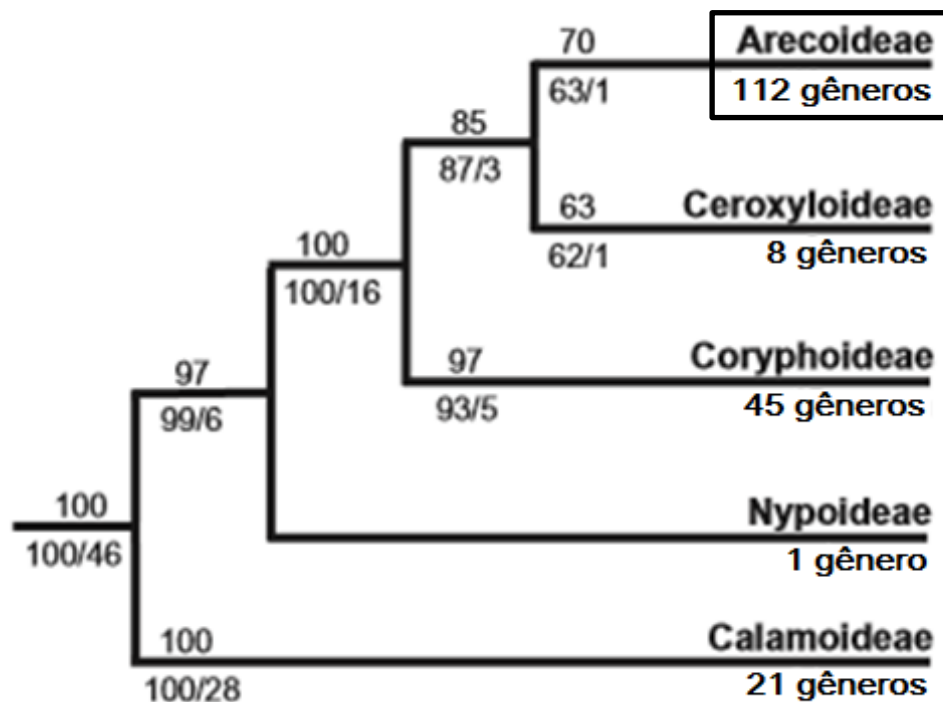 70
Arecoideae
63/1
112 gêneros
85
87/3
63
Ceroxyloideae
62/1
8 gêneros
100
100/16
97
Coryphoideae
93/5
45 gêneros
97
99/6
100
Nypoideae
100/46
1 gênero
100
Calamoideae
100/28
21 gêneros